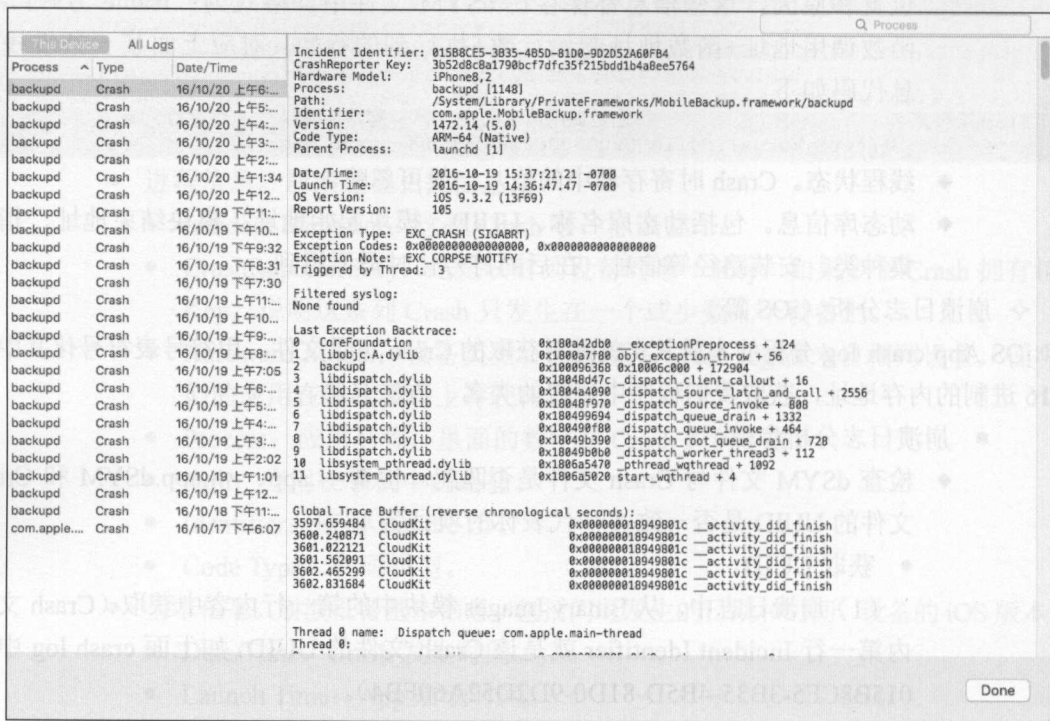 Process
This Device
All Logs
Process Type Date/Time
backupd Crash 16/10/20 上午6:...
backupd Crash 16/10/20 上午5:...
backupd Crash 16/10/20 上午4:...
backupd Crash 16/10/20 上午3:...
backupd Crash 16/10/20 上午2:...
backupd Crash 16/10/20 上午1:34
backupd Crash 16/10/20 上午12...
backupd Crash 16/10/19 下午11:...
backupd Crash 16/10/19 下午10...
backupd Crash 16/10/19 下午9:32
backupd Crash 16/10/19 下午8:31
backupd Crash 16/10/19 下午7:30
backupd Crash 16/10/19 上午11:...
backupd Crash 16/10/19 上午10...
backupd Crash 16/10/19 上午9:...
backupd Crash 16/10/19 上午8:...
backupd Crash 16/10/19 上午7:05
backupd Crash 16/10/19 上午6:...
backupd Crash 16/10/19 上午5:...
backupd Crash 16/10/19 上午4:...
backupd Crash 16/10/19 上午3:...
backupd Crash 16/10/19 上午2:02
backupd Crash 16/10/19 上午1:01
backupd Crash 16/10/19 上午12...
backupd Crash 16/10/18 下午11:...
com.apple.... Crash 16/10/17 下午6:07
Incident Identifier: 015B8CE5-3B35-4B5D-81D0-9D2D52A60FB4
CrashReporter Key: 3b52d8c8a1790bcf7dfc35f215bdd1b4a8ee5764
Hardware Model: iPhone8,2
Process: backupd [1148]
Path: /System/Library/PrivateFrameworks/MobileBackup.framework/backupd
Identifier: com.apple.MobileBackup.framework
Version: 1472.14 (5.0)
Code Type: ARM-64 (Native)
Parent Process: launchd [1]
Date/Time: 2016-10-19 15:37:21.21 -0700
Launch Time: 2016-10-19 14:36:47.47 -0700
OS Version: iOS 9.3.2 (13F69)
Report Version: 105
Exception Type: EXC_CRASH (SIGABRT)
Exception Codes: 0x0000000000000000, 0x0000000000000000
Exception Note: EXC_CORPSE_NOTIFY
Triggered by Thread: 3
Filtered syslog:
None found
Last Exception Backtrace:
0 CoreFoundation 0x180a42db0 __exceptionPreprocess + 124
1 libobjc.A.dylib 0x1800a7f80 objc_exception_throw + 56
2 backupd 0x100096368 0x10006c000 + 172904
3 libdispatch.dylib 0x18048d47c _dispatch_client_callout + 16
4 libdispatch.dylib 0x1804a4090 _dispatch_source_latch_and_call + 2556
5 libdispatch.dylib 0x18048f970 _dispatch_source_invoke + 808
6 libdispatch.dylib 0x180499694 _dispatch_queue_drain + 1332
7 libdispatch.dylib 0x180490f80 _dispatch_queue_invoke + 464
8 libdispatch.dylib 0x18049b390 _dispatch_root_queue_drain + 728
9 libdispatch.dylib 0x18049b0b0 _dispatch_worker_thread3 + 112
10 libsystem_pthread.dylib 0x1806a5470 _pthread_wqthread + 1092
11 libsystem_pthread.dylib 0x1806a5020 start_wqthread + 4
Global Trace Buffer (reverse chronological seconds):
3597.659484 CloudKit 0x000000018949801c __activity_did_finish
3600.240871 CloudKit 0x000000018949801c __activity_did_finish
3601.022121 CloudKit 0x000000018949801c __activity_did_finish
3601.562091 CloudKit 0x000000018949801c __activity_did_finish
3602.465299 CloudKit 0x000000018949801c __activity_did_finish
3602.831684 CloudKit 0x000000018949801c __activity_did_finish
Thread 0 name: Dispatch queue: com.apple.main-thread
Thread 0:
Done